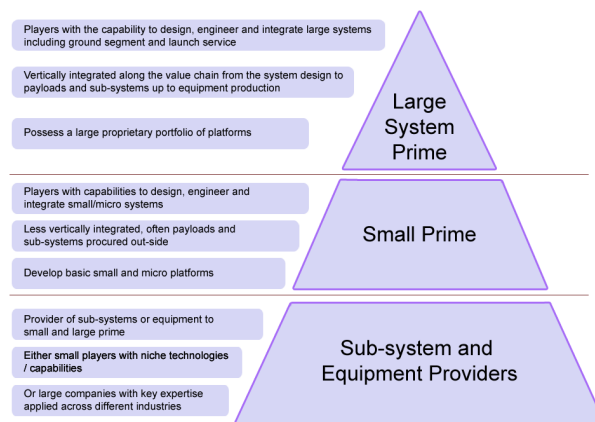 Players with the capability to design, engineer and integrate large systems
including ground segment and launch service
Vertically integrated along the value chain from the system design to
payloads and sub-systems up to equipment production
Possess a large proprietary portfolio of platforms
Large
System
Prime
Players with capabilities to design, engineer and
integrate small/micro systems
Less vertically integrated, often payloads and
sub-systems procured out-side
Develop basic small and micro platforms
Small Prime
Provider of sub-systems or equipment to
small and large prime
Either small players with niche technologies
/ capabilities
Or large companies with key expertise
applied across different industries
Sub-system and
Equipment Providers